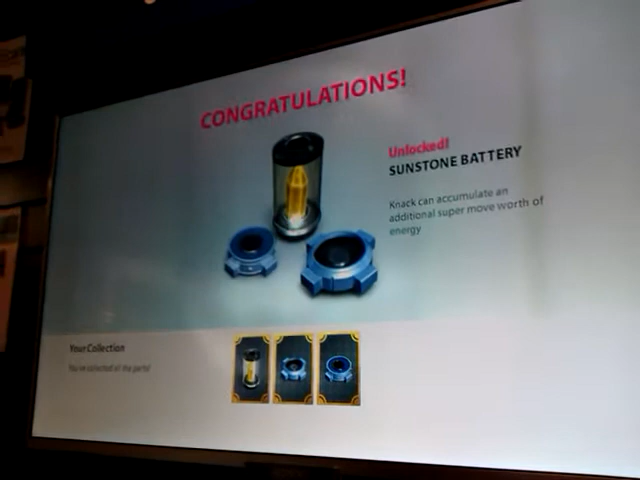 CONGRATULATIONS!
Unlocked!
SUNSTONE BATTERY
Knack can accumulate an
additional super move worth of
energy
Your Collection
You've collected all the parts!